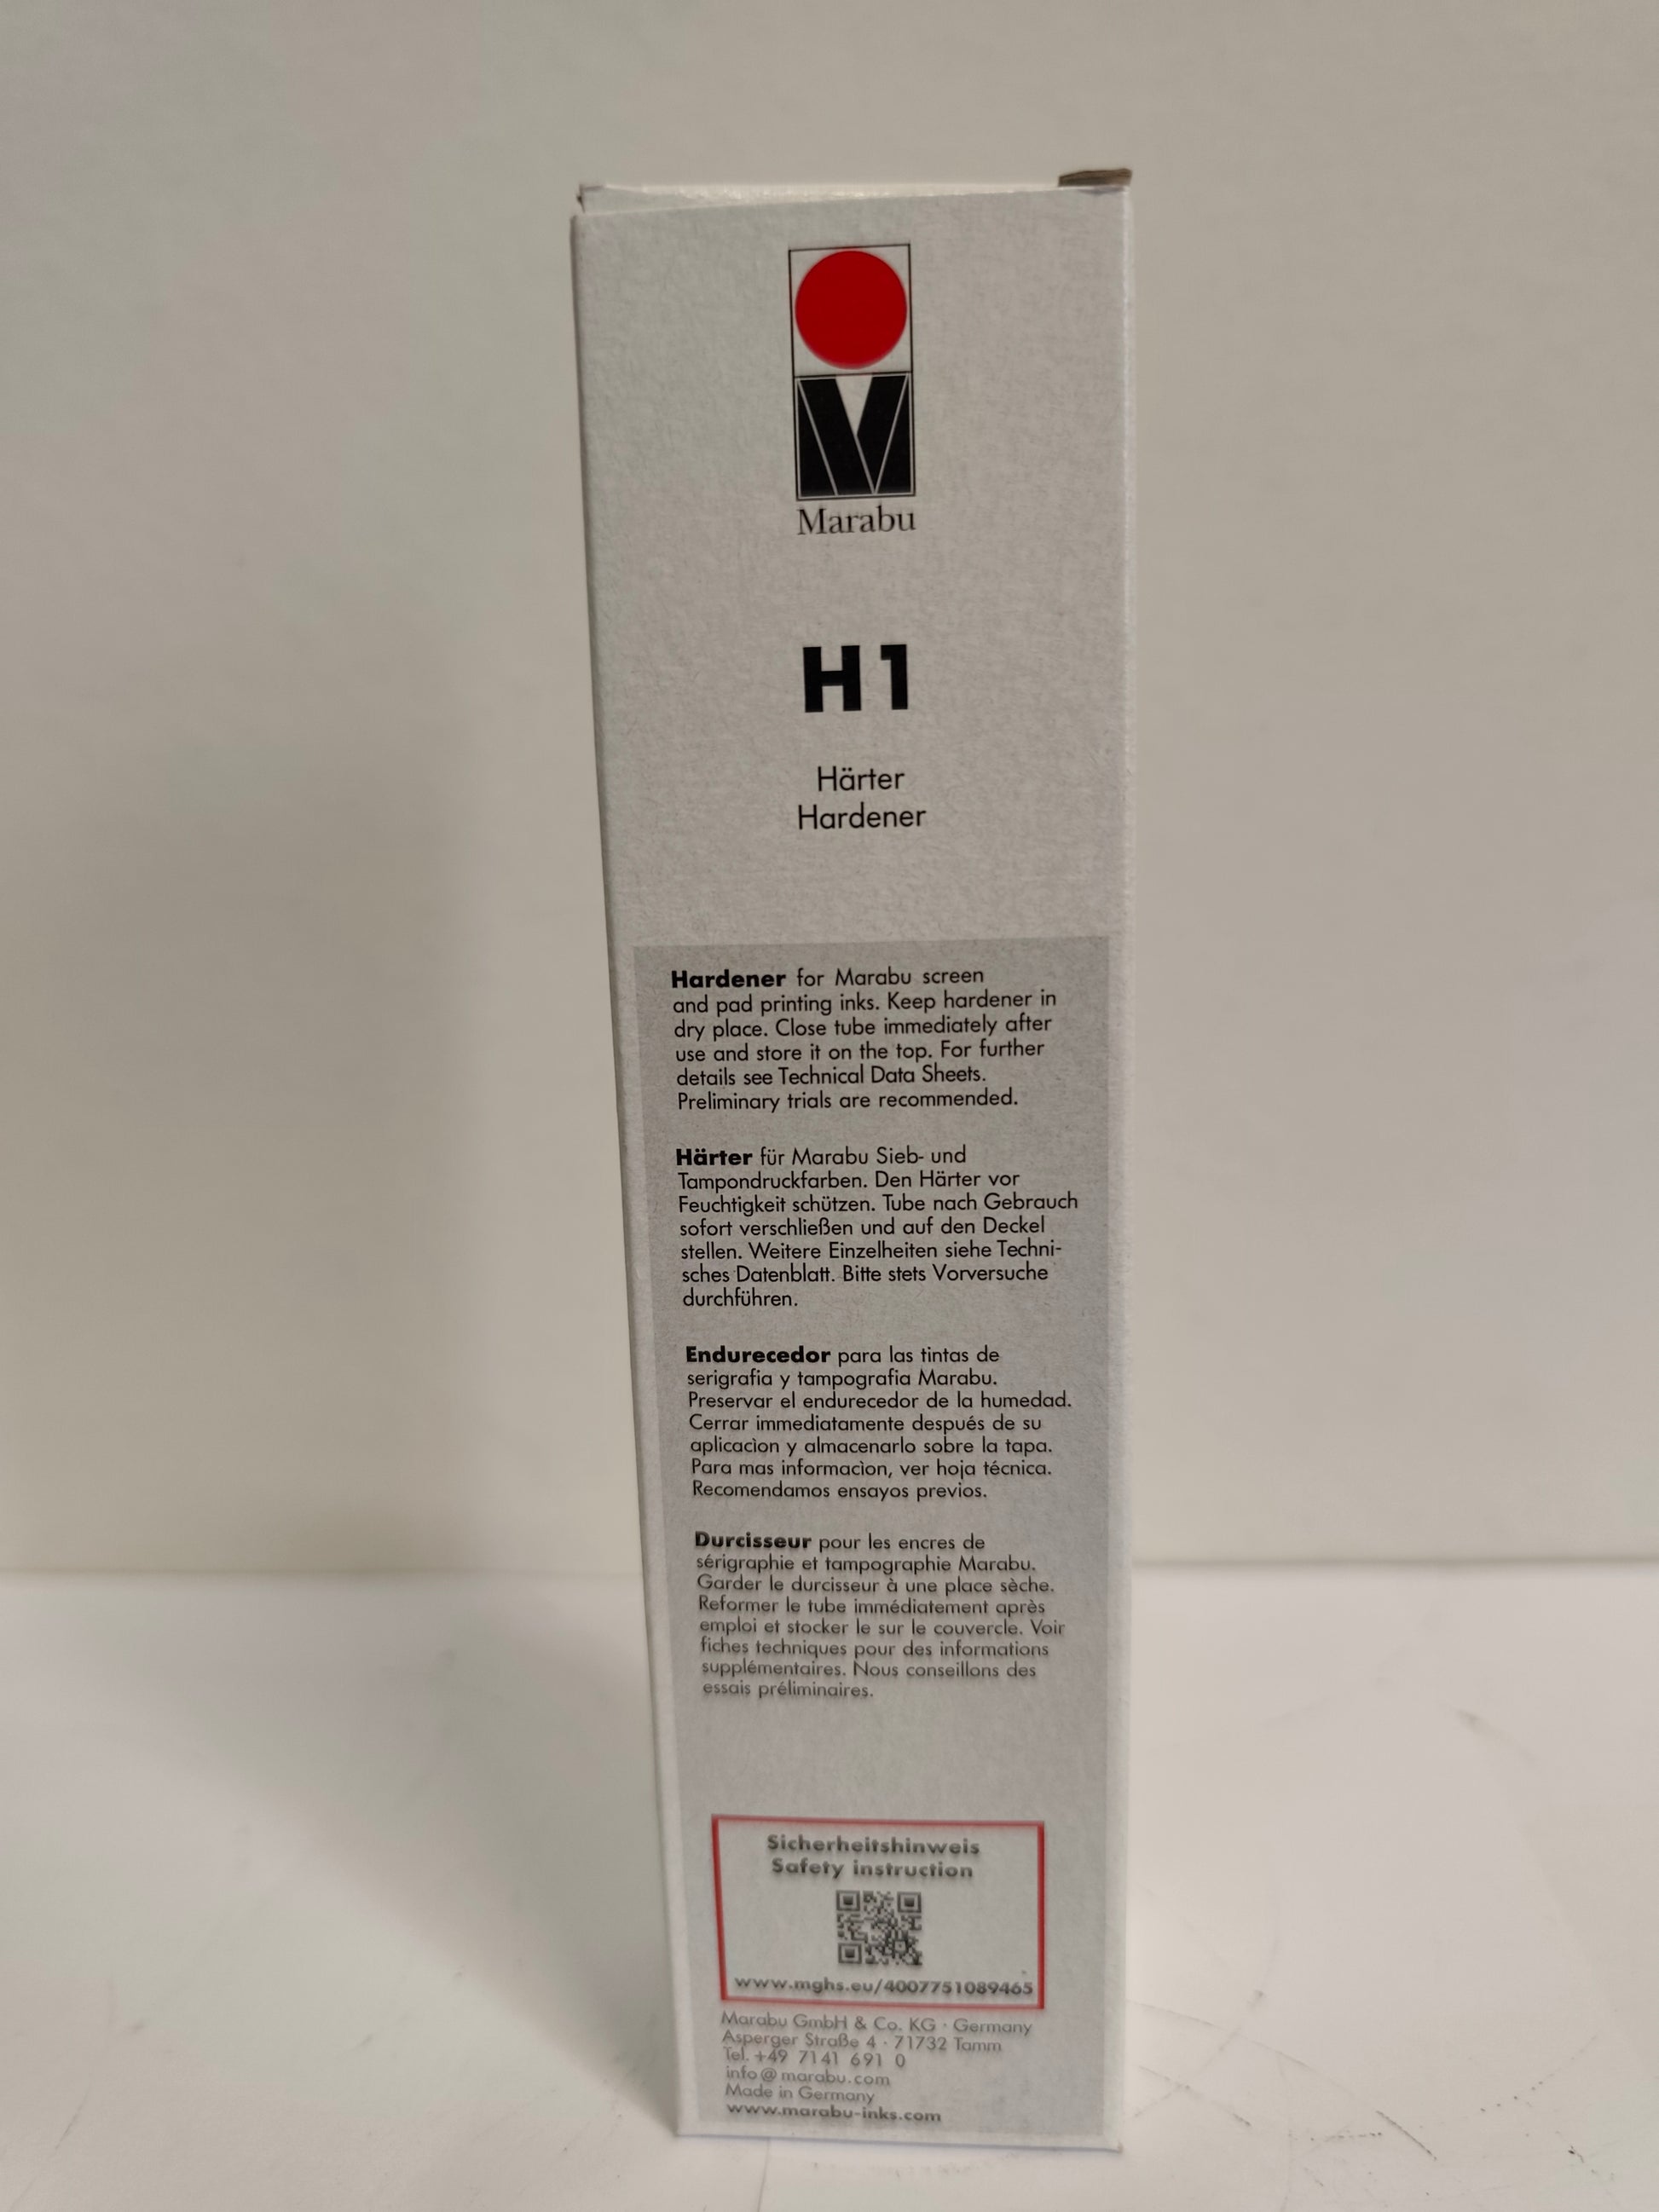 Marabu
H1
Härter
Hardener
Hardener for Marabu screen
and pad printing inks. Keep hardener in
dry place. Close tube immediately after
use and store it on the top. For further
details see Technical Data Sheets.
Preliminary trials are recommended.
Härter für Marabu Sieb- und
Tampondruckfarben. Den Härter vor
Feuchtigkeit schützen. Tube nach Gebrauch
sofort verschließen und auf den Deckel
stellen. Weitere Einzelheiten siehe Techni-
sches Datenblatt. Bitte stets Vorversuche
durchführen.
Endurecedor para las tintas de
serigrafia y tampografia Marabu.
Preservar el endurecedor de la humedad.
Cerrar immediatamente después de su
aplicacìon y almacenarlo sobre la tapa.
Para mas informacìon, ver hoja técnica.
Recomendamos ensayos previos.
Durcisseur pour les encres de
sérigraphie et tampographie Marabu.
Garder le durcisseur à une place sèche.
Reformer le tube immédiatement après
emploi et stocker le sur le couvercle. Voir
fiches techniques pour des informations
supplémentaires. Nous conseillons des
essais préliminaires.
Sicherheitshinweis
Safety instruction
www.mghs.eu/4007751089465
Marabu GmbH & Co. KG · Germany
Asperger Straße 4 · 71732 Tamm
Tel. +49 7141 691 0
info@marabu.com
Made in Germany
www.marabu-inks.com